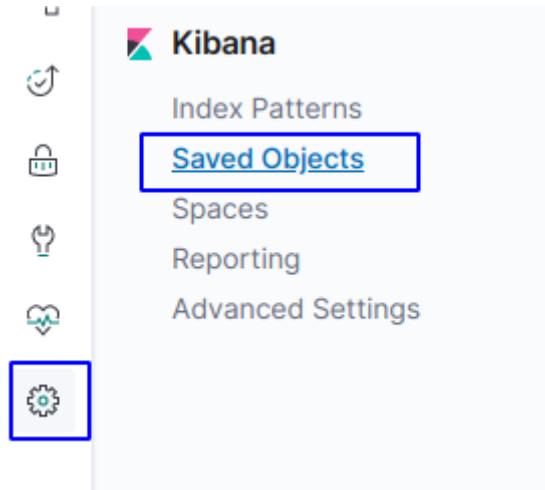 Kibana
Index Patterns
Saved Objects
Spaces
Reporting
Advanced Settings